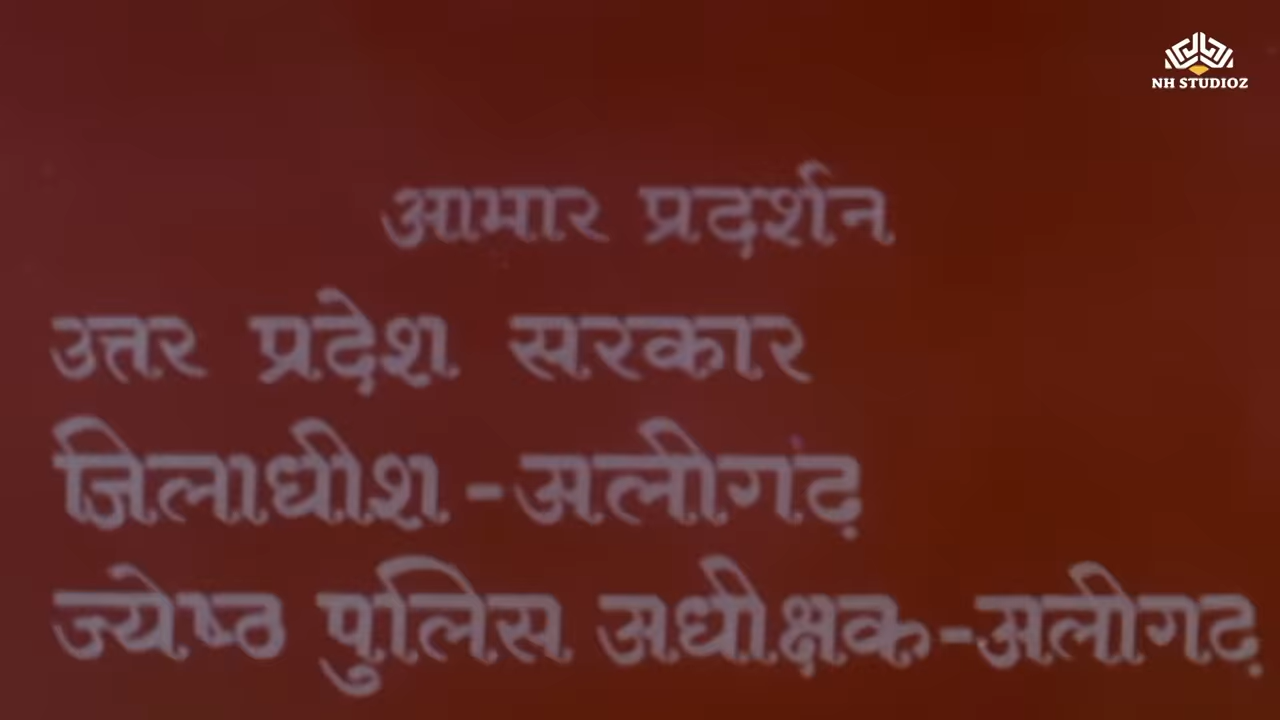 NH STUDIOZ
आभार प्रदर्शन
उत्तर प्रदेश सरकार
जिलाधीश -अलीगढ़
ज्येष्ठ पुलिस अधीक्षक-अलीगढ़